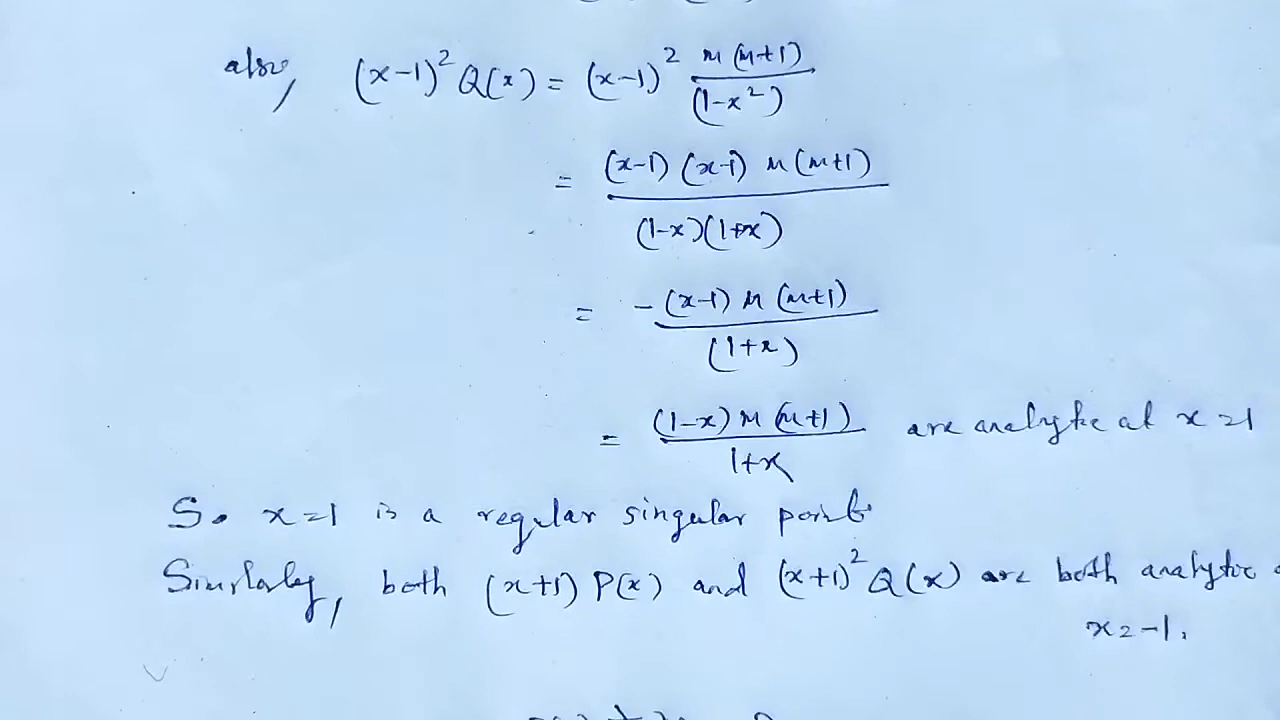 also, (x-1)² Q(x) = (x-1)² n(n+1) / (1-x²)
= (x-1)(x-1) n(n+1) / (1-x)(1+x)
= -(x-1) n(n+1) / (1+x)
= (1-x) n(n+1) / 1+x are analytic at x=1
So x=1 is a regular singular point
Similarly, both (x+1) P(x) and (x+1)² Q(x) are both analytic
x=-1.